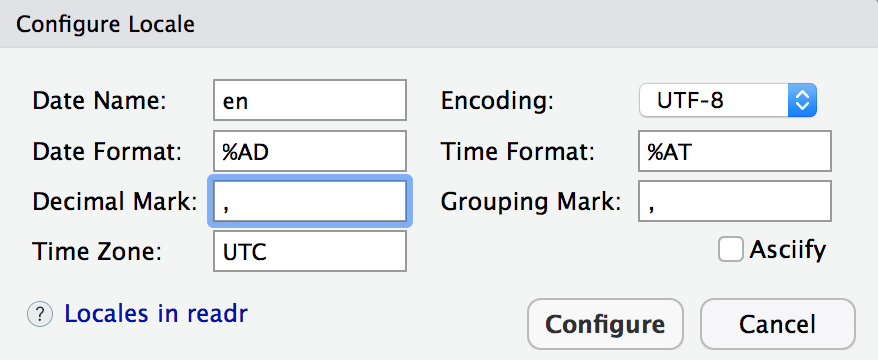 Configure Locale
Date Name: en Encoding: UTF-8
Date Format: %AD Time Format: %AT
Decimal Mark: , Grouping Mark: ,
Time Zone: UTC Asciify
? Locales in readr Configure Cancel